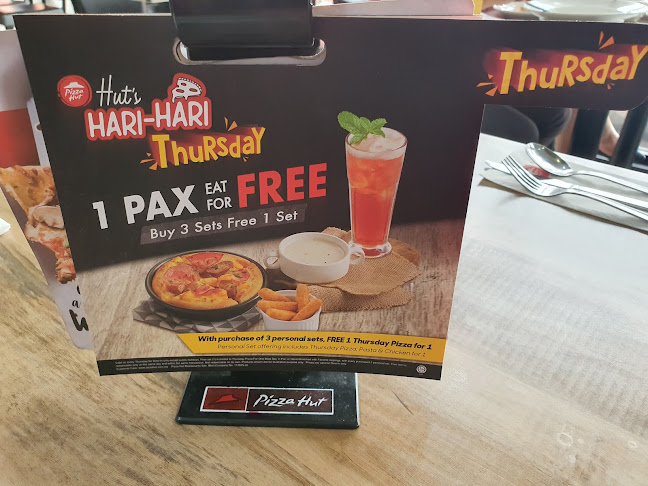 Pizza Hut
Hut's
HARI-HARI
Thursday
1 PAX EAT FOR FREE
Buy 3 Sets Free 1 Set
With purchase of 3 personal sets, FREE 1 Thursday Pizza for 1
Personal Set offering includes Thursday Pizza, Pasta & Chicken for 1
Thursday
Pizza Hut